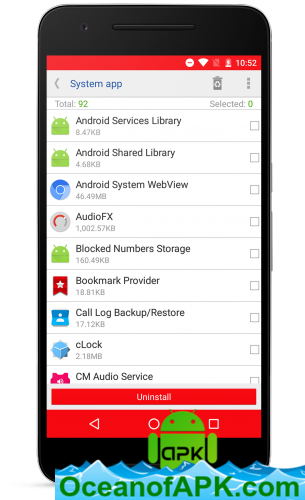 10:52
System app
Total: 92 Selected: 0
Android Services Library
8.47KB
Android Shared Library
4.68KB
Android System WebView
46.49MB
AudioFX
1,002.57KB
Blocked Numbers Storage
160.49KB
Bookmark Provider
18.81KB
Call Log Backup/Restore
17.12KB
cLock
2.18MB
CM Audio Service
Uninstall
APK
OceanofAPK.com